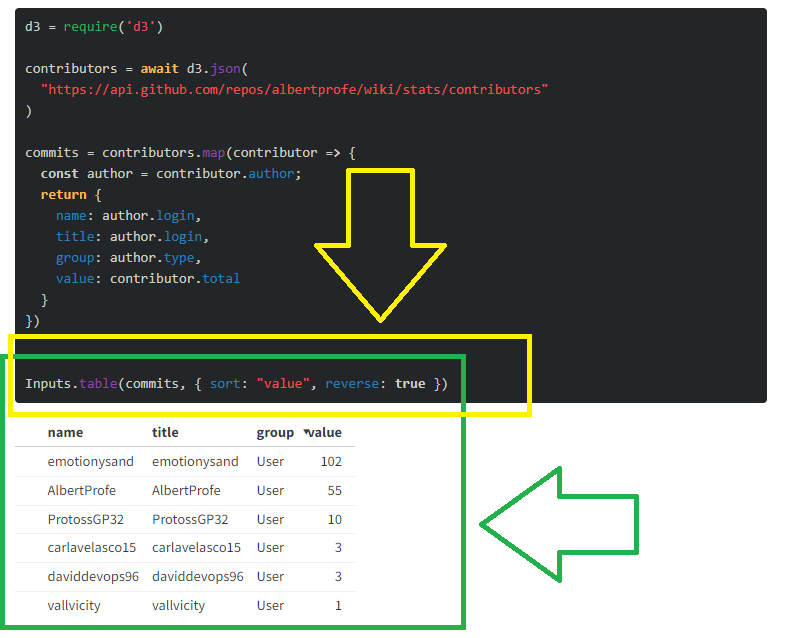 d3 = require('d3')
contributors = await d3.json(
"https://api.github.com/repos/albertprofe/wiki/stats/contributors"
)
commits = contributors.map(contributor => {
const author = contributor.author;
return {
name: author.login,
title: author.login,
group: author.type,
value: contributor.total
}
})
Inputs.table(commits, { sort: "value", reverse: true })
name title group ▾value
emotionysand emotionysand User 102
AlbertProfe AlbertProfe User 55
ProtossGP32 ProtossGP32 User 10
carlavelasco15 carlavelasco15 User 3
daviddevops96 daviddevops96 User 3
vallvicity vallvicity User 1